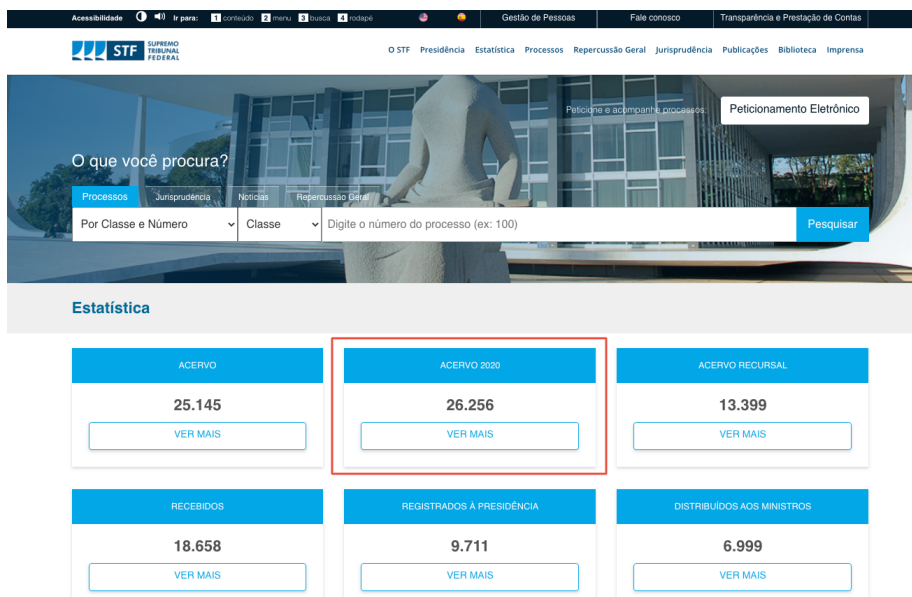 Acessibilidade Ir para: 1 conteúdo 2 menu 3 busca 4 rodapé Gestão de Pessoas Fale conosco Transparência e Prestação de Contas
STF SUPREMO TRIBUNAL FEDERAL
O STF Presidência Estatística Processos Repercussão Geral Jurisprudência Publicações Biblioteca Imprensa
Peticione e acompanhe processos: Peticionamento Eletrônico
O que você procura?
Processos Jurisprudência Notícias Repercussão Geral
Por Classe e Número Classe Digite o número do processo (ex: 100) Pesquisar
Estatística
ACERVO ACERVO 2020 ACERVO RECURSAL
25.145 26.256 13.399
VER MAIS VER MAIS VER MAIS
RECEBIDOS REGISTRADOS À PRESIDÊNCIA DISTRIBUÍDOS AOS MINISTROS
18.658 9.711 6.999
VER MAIS VER MAIS VER MAIS